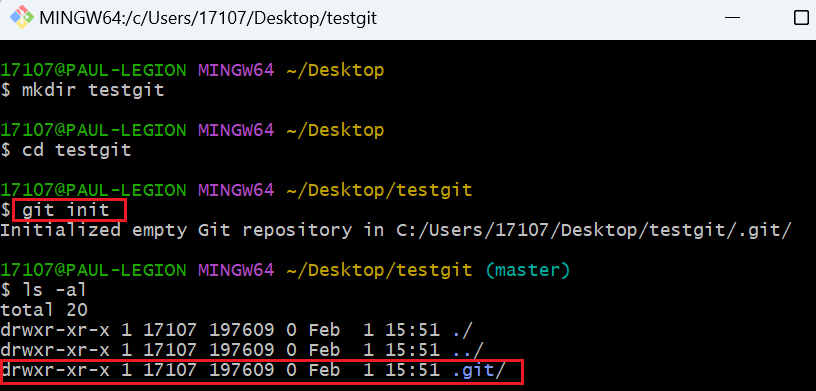 MINGW64:/c/Users/17107/Desktop/testgit
17107@PAUL-LEGION MINGW64 ~/Desktop
$ mkdir testgit
17107@PAUL-LEGION MINGW64 ~/Desktop
$ cd testgit
17107@PAUL-LEGION MINGW64 ~/Desktop/testgit
$ git init
Initialized empty Git repository in C:/Users/17107/Desktop/testgit/.git/
17107@PAUL-LEGION MINGW64 ~/Desktop/testgit (master)
$ ls -al
total 20
drwxr-xr-x 1 17107 197609 0 Feb  1 15:51 ./
drwxr-xr-x 1 17107 197609 0 Feb  1 15:51 ../
drwxr-xr-x 1 17107 197609 0 Feb  1 15:51 .git/